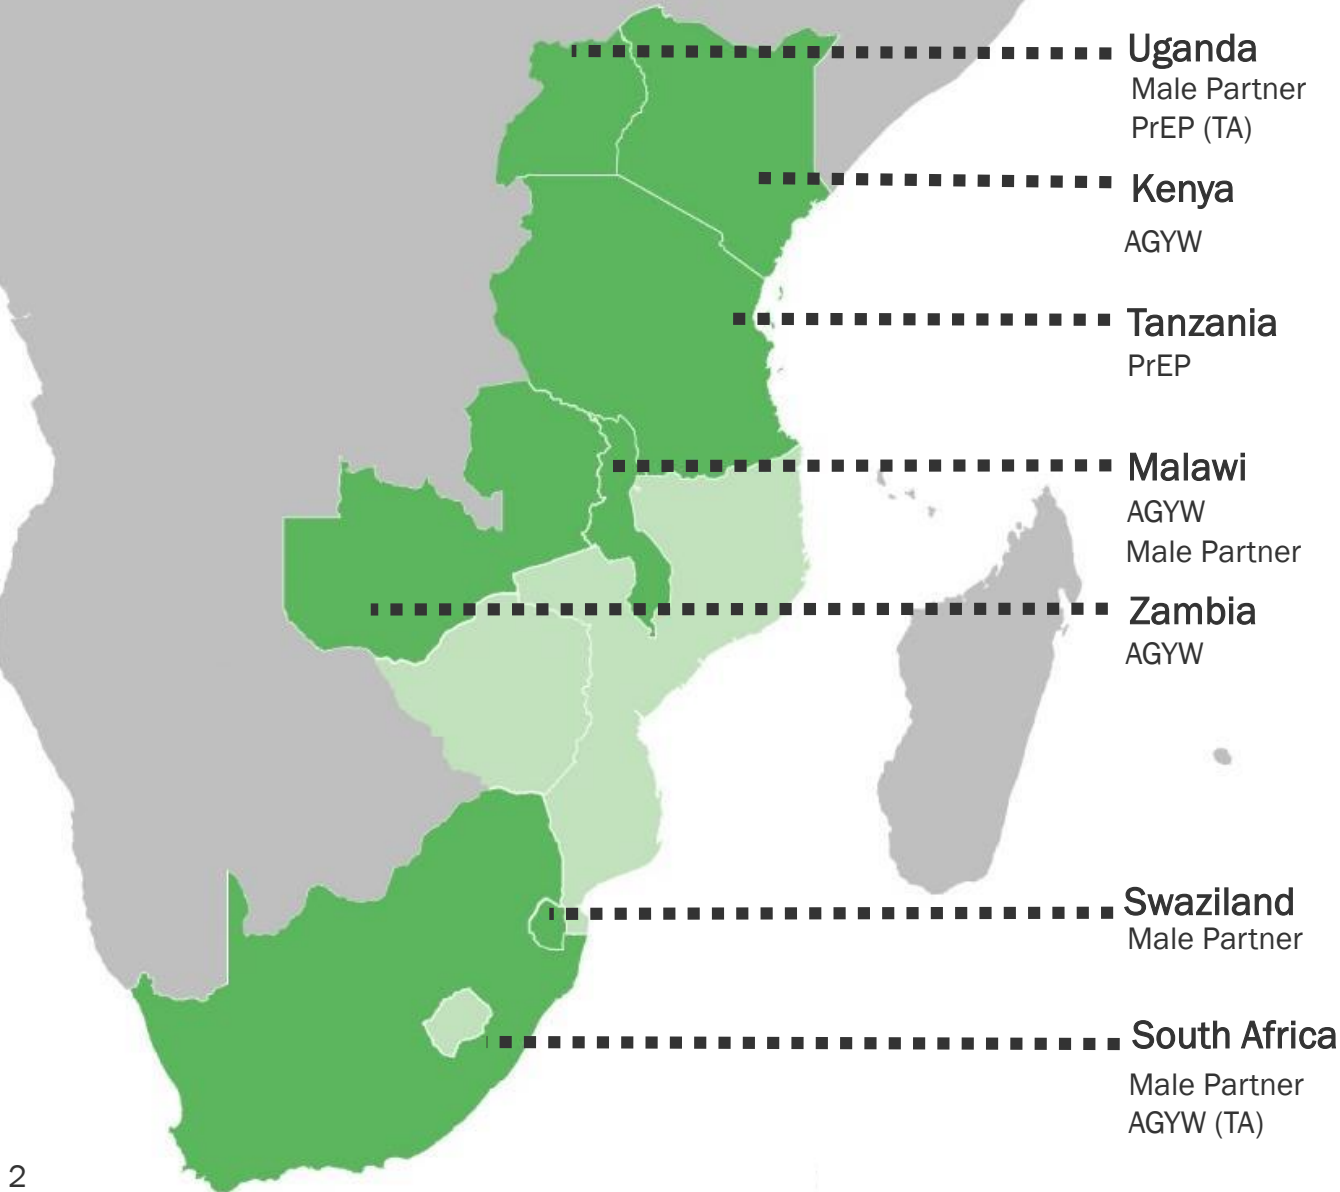 Uganda
Male Partner
PrEP (TA)
Kenya
AGYW
Tanzania
PrEP
Malawi
AGYW
Male Partner
Zambia
AGYW
Swaziland
Male Partner
South Africa
Male Partner
AGYW (TA)
2